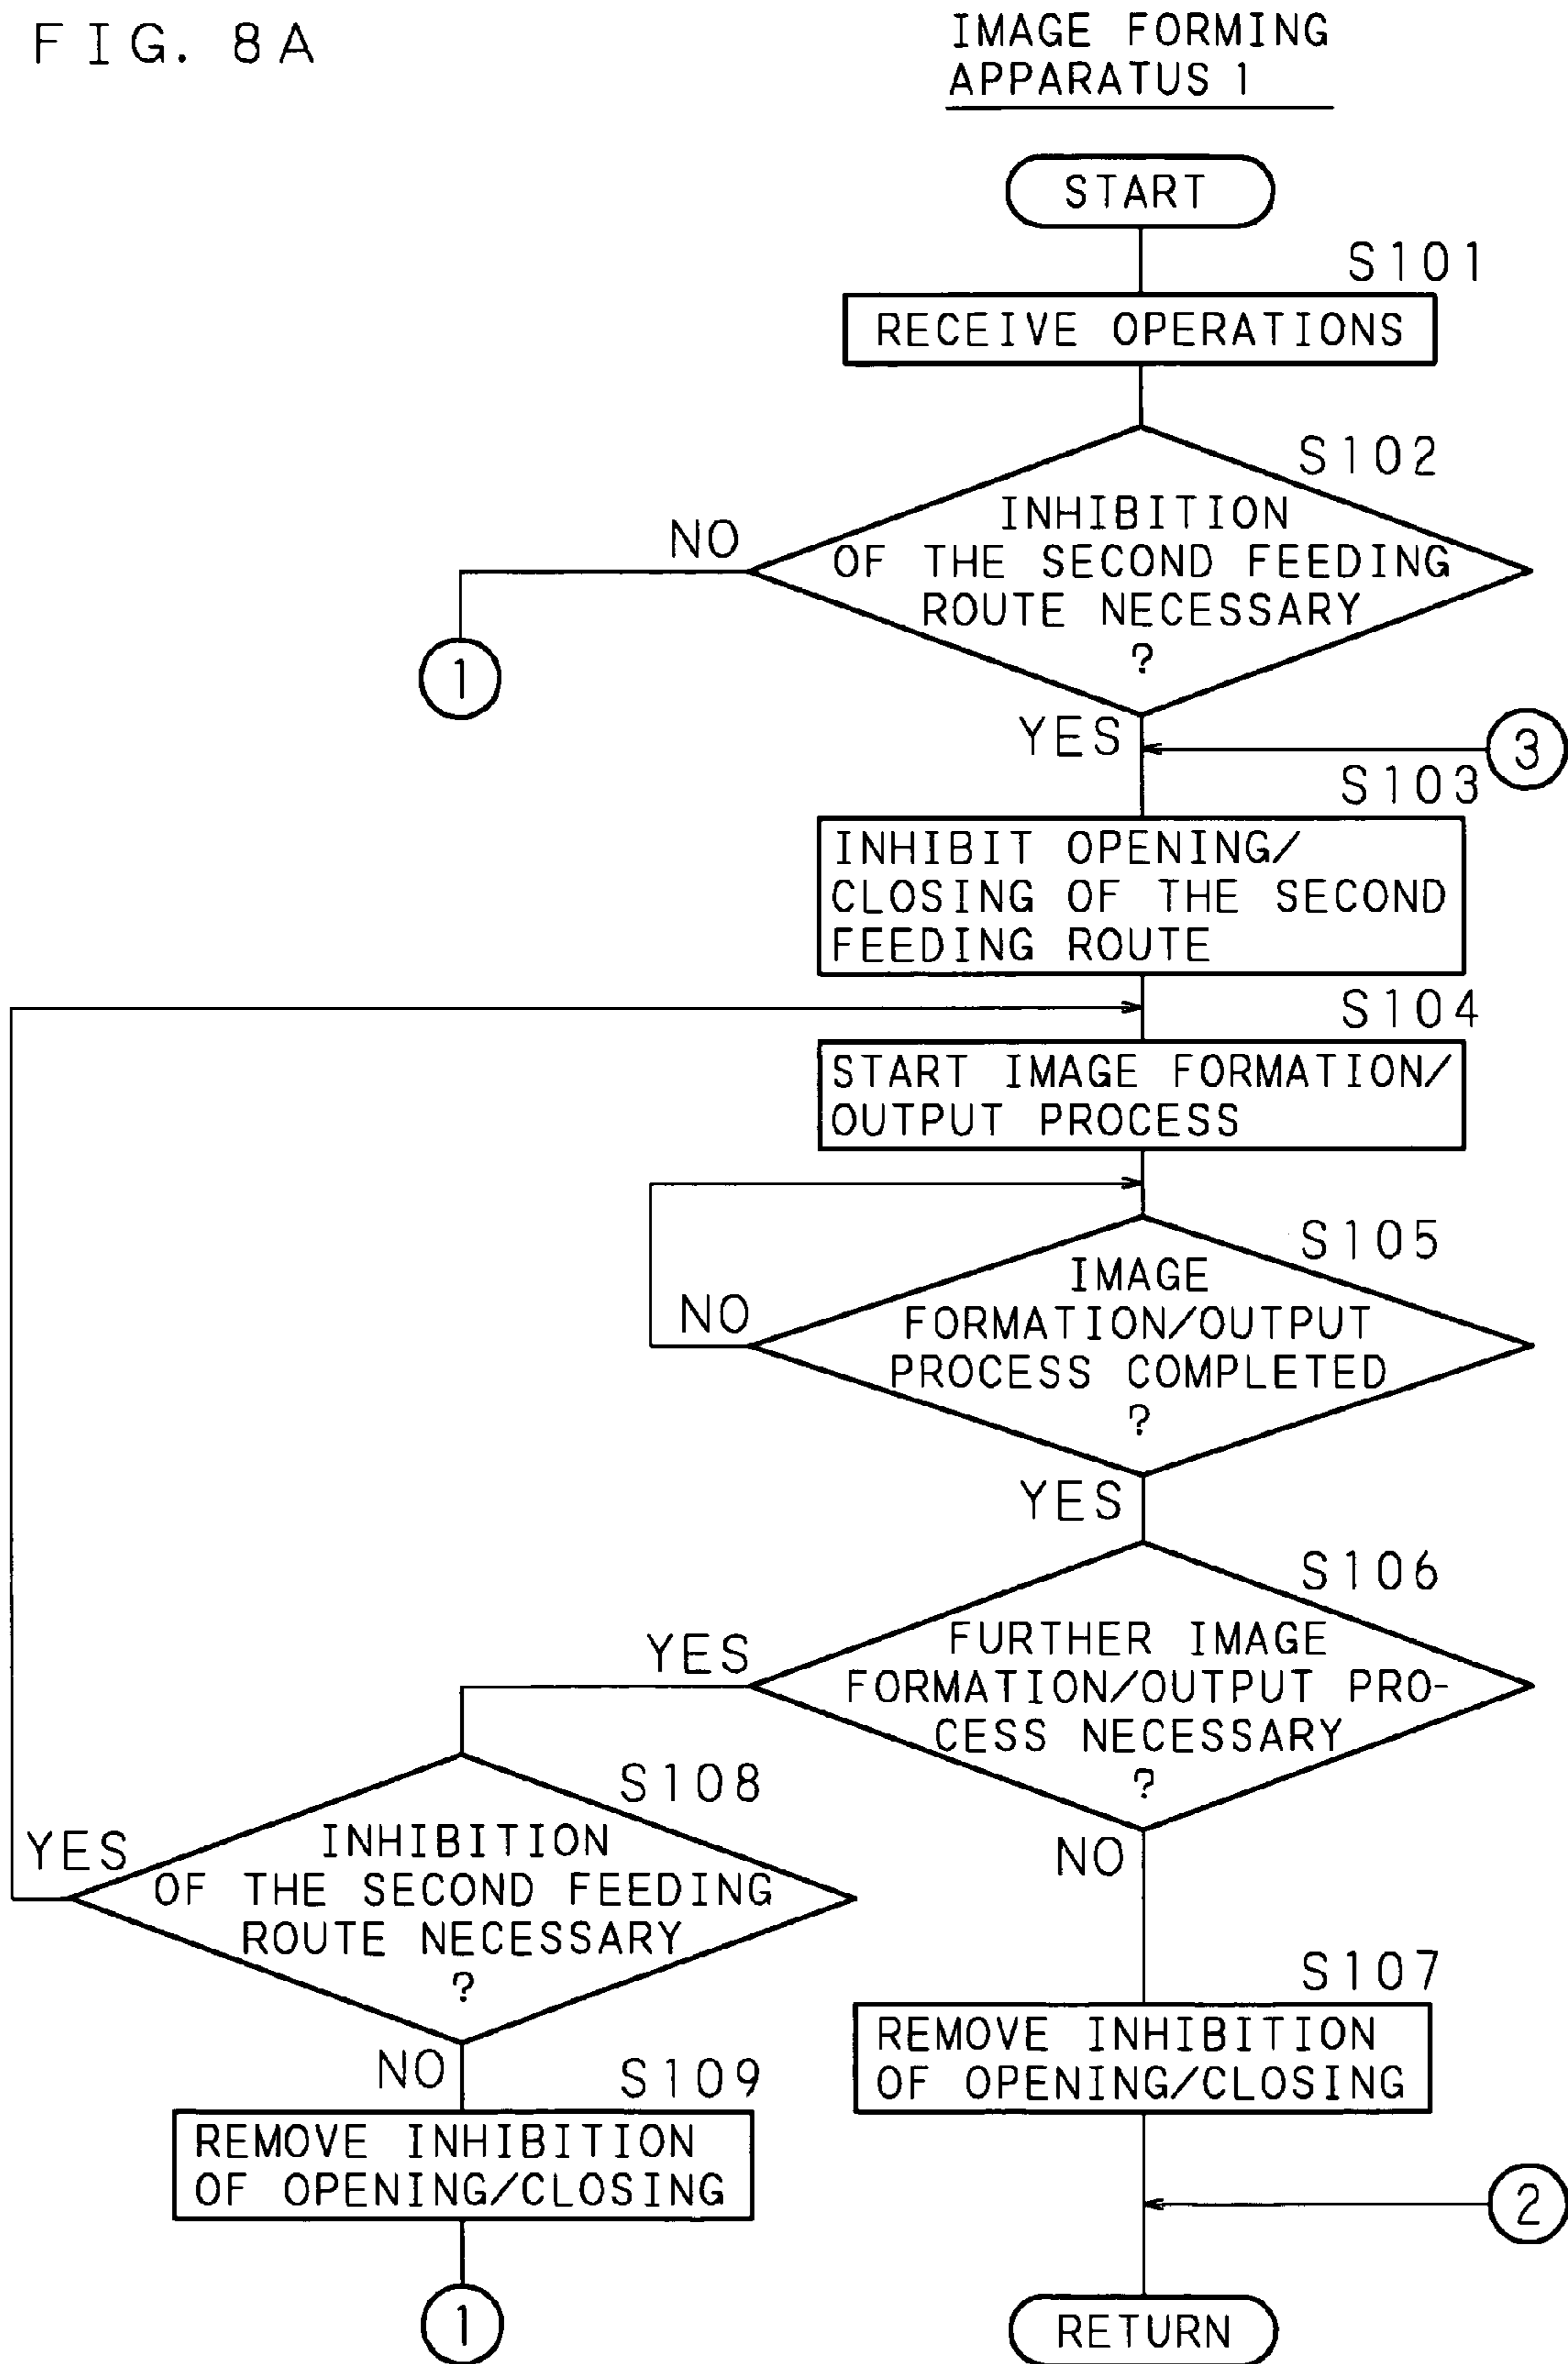 FIG. 8A
IMAGE FORMING
APPARATUS 1
START
S101
RECEIVE OPERATIONS
S102
INHIBITION
OF THE SECOND FEEDING
ROUTE NECESSARY
?
NO
1
YES
3
S103
INHIBIT OPENING/
CLOSING OF THE SECOND
FEEDING ROUTE
S104
START IMAGE FORMATION/
OUTPUT PROCESS
S105
IMAGE
FORMATION/OUTPUT
PROCESS COMPLETED
?
NO
YES
S106
FURTHER IMAGE
FORMATION/OUTPUT PRO-
CESS NECESSARY
?
YES
NO
S108
INHIBITION
OF THE SECOND FEEDING
ROUTE NECESSARY
?
YES
NO
S107
REMOVE INHIBITION
OF OPENING/CLOSING
S109
REMOVE INHIBITION
OF OPENING/CLOSING
2
1
RETURN